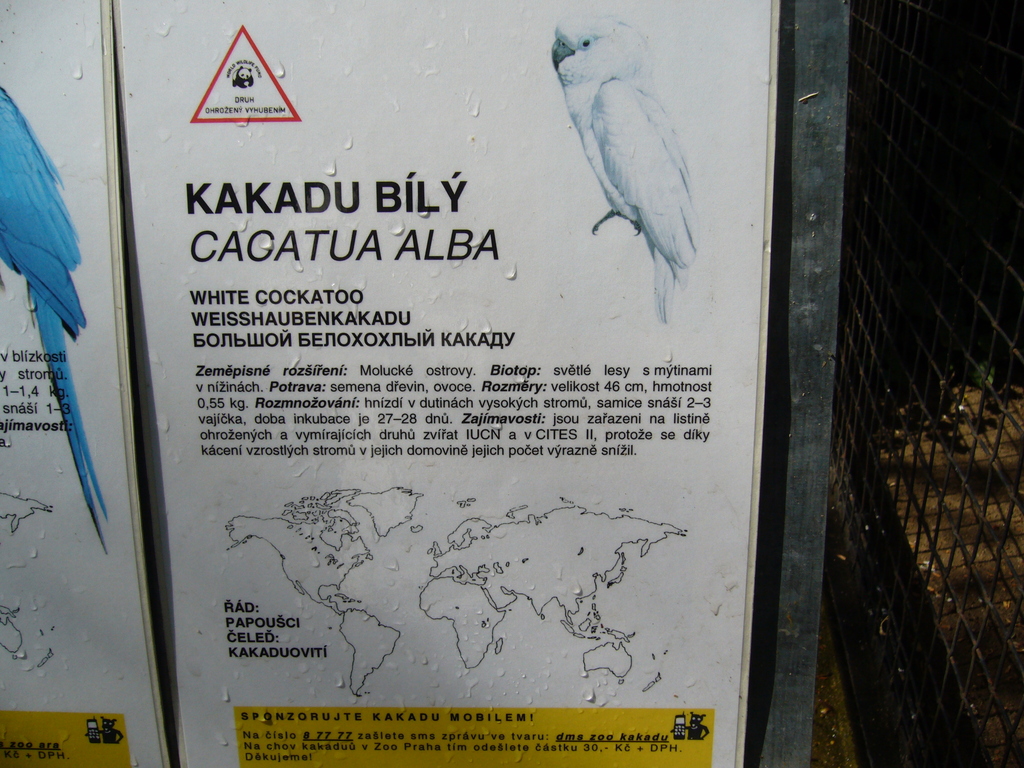 WORLD WILDLIFE FUND
DRUH
OHROŽENÝ VYHUBENÍM
KAKADU BÍLÝ
CACATUA ALBA
WHITE COCKATOO
WEISSHAUBENKAKADU
БОЛЬШОЙ БЕЛОХОХЛЫЙ КАКАДУ
Zeměpisné rozšíření: Molucké ostrovy. Biotop: světlé lesy s mýtinami
v nížinách. Potrava: semena dřevin, ovoce. Rozměry: velikost 46 cm, hmotnost
0,55 kg. Rozmnožování: hnízdí v dutinách vysokých stromů, samice snáší 2–3
vajíčka, doba inkubace je 27–28 dnů. Zajímavosti: jsou zařazeni na listině
ohrožených a vymírajících druhů zvířat IUCN a v CITES II, protože se díky
kácení vzrostlých stromů v jejich domovině jejich počet výrazně snížil.
ŘÁD:
PAPOUŠCI
ČELEĎ:
KAKADUOVITÍ
SPONZORUJTE KAKADU MOBILEM!
Na číslo 8 77 77 zašlete sms zprávu ve tvaru: dms zoo kakadu
Na chov kakaduů v Zoo Praha tím odešlete částku 30,- Kč + DPH.
Děkujeme!
v blízkosti
y stromů.
1–1,4 kg.
snáší 1–3
ajímavosti:
a.
s zoo ara
Kč + DPH.